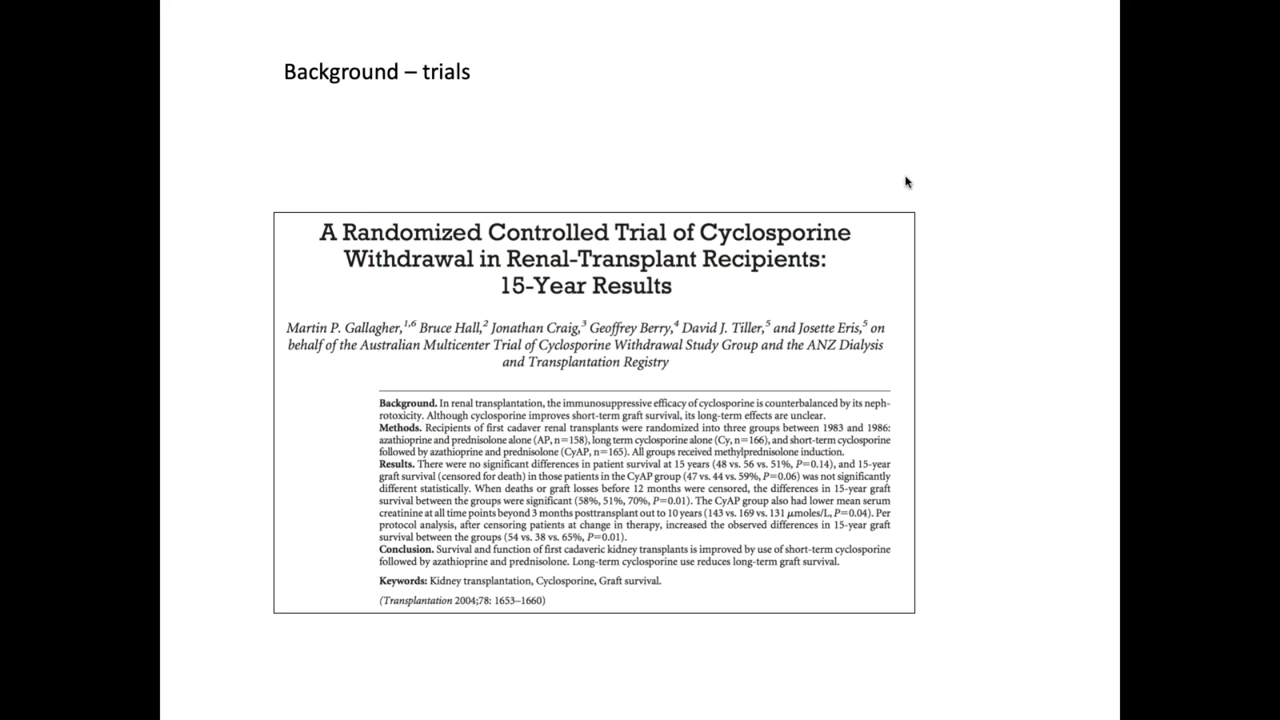 Background – trials
A Randomized Controlled Trial of Cyclosporine
Withdrawal in Renal-Transplant Recipients:
15-Year Results
Martin P. Gallagher,1,6 Bruce Hall,2 Jonathan Craig,3 Geoffrey Berry,4 David J. Tiller,5 and Josette Eris,5 on
behalf of the Australian Multicenter Trial of Cyclosporine Withdrawal Study Group and the ANZ Dialysis
and Transplantation Registry
Background. In renal transplantation, the immunosuppressive efficacy of cyclosporine is counterbalanced by its neph-
rotoxicity. Although cyclosporine improves short-term graft survival, its long-term effects are unclear.
Methods. Recipients of first cadaver renal transplants were randomized into three groups between 1983 and 1986:
azathioprine and prednisolone alone (AP, n=158), long term cyclosporine alone (Cy, n=166), and short-term cyclosporine
followed by azathioprine and prednisolone (CyAP, n=165). All groups received methylprednisolone induction.
Results. There were no significant differences in patient survival at 15 years (48 vs. 56 vs. 51%, P=0.14), and 15-year
graft survival (censored for death) in those patients in the CyAP group (47 vs. 44 vs. 59%, P=0.06) was not significantly
different statistically. When deaths or graft losses before 12 months were censored, the differences in 15-year graft
survival between the groups were significant (58%, 51%, 70%, P=0.01). The CyAP group also had lower mean serum
creatinine at all time points beyond 3 months posttransplant out to 10 years (143 vs. 169 vs. 131 μmoles/L, P=0.04). Per
protocol analysis, after censoring patients at change in therapy, increased the observed differences in 15-year graft
survival between the groups (54 vs. 38 vs. 65%, P=0.01).
Conclusion. Survival and function of first cadaveric kidney transplants is improved by use of short-term cyclosporine
followed by azathioprine and prednisolone. Long-term cyclosporine use reduces long-term graft survival.
Keywords: Kidney transplantation, Cyclosporine, Graft survival.
(Transplantation 2004;78: 1653–1660)